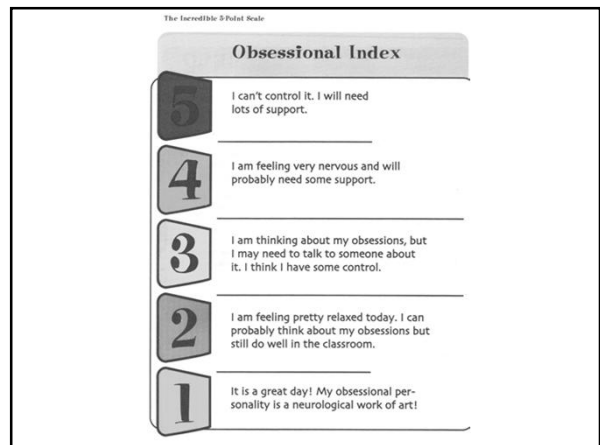 The Incredible 5-Point Scale
Obsessional Index
5
I can't control it. I will need
lots of support.
4
I am feeling very nervous and will
probably need some support.
3
I am thinking about my obsessions, but
I may need to talk to someone about
it. I think I have some control.
2
I am feeling pretty relaxed today. I can
probably think about my obsessions but
still do well in the classroom.
1
It is a great day! My obsessional per-
sonality is a neurological work of art!